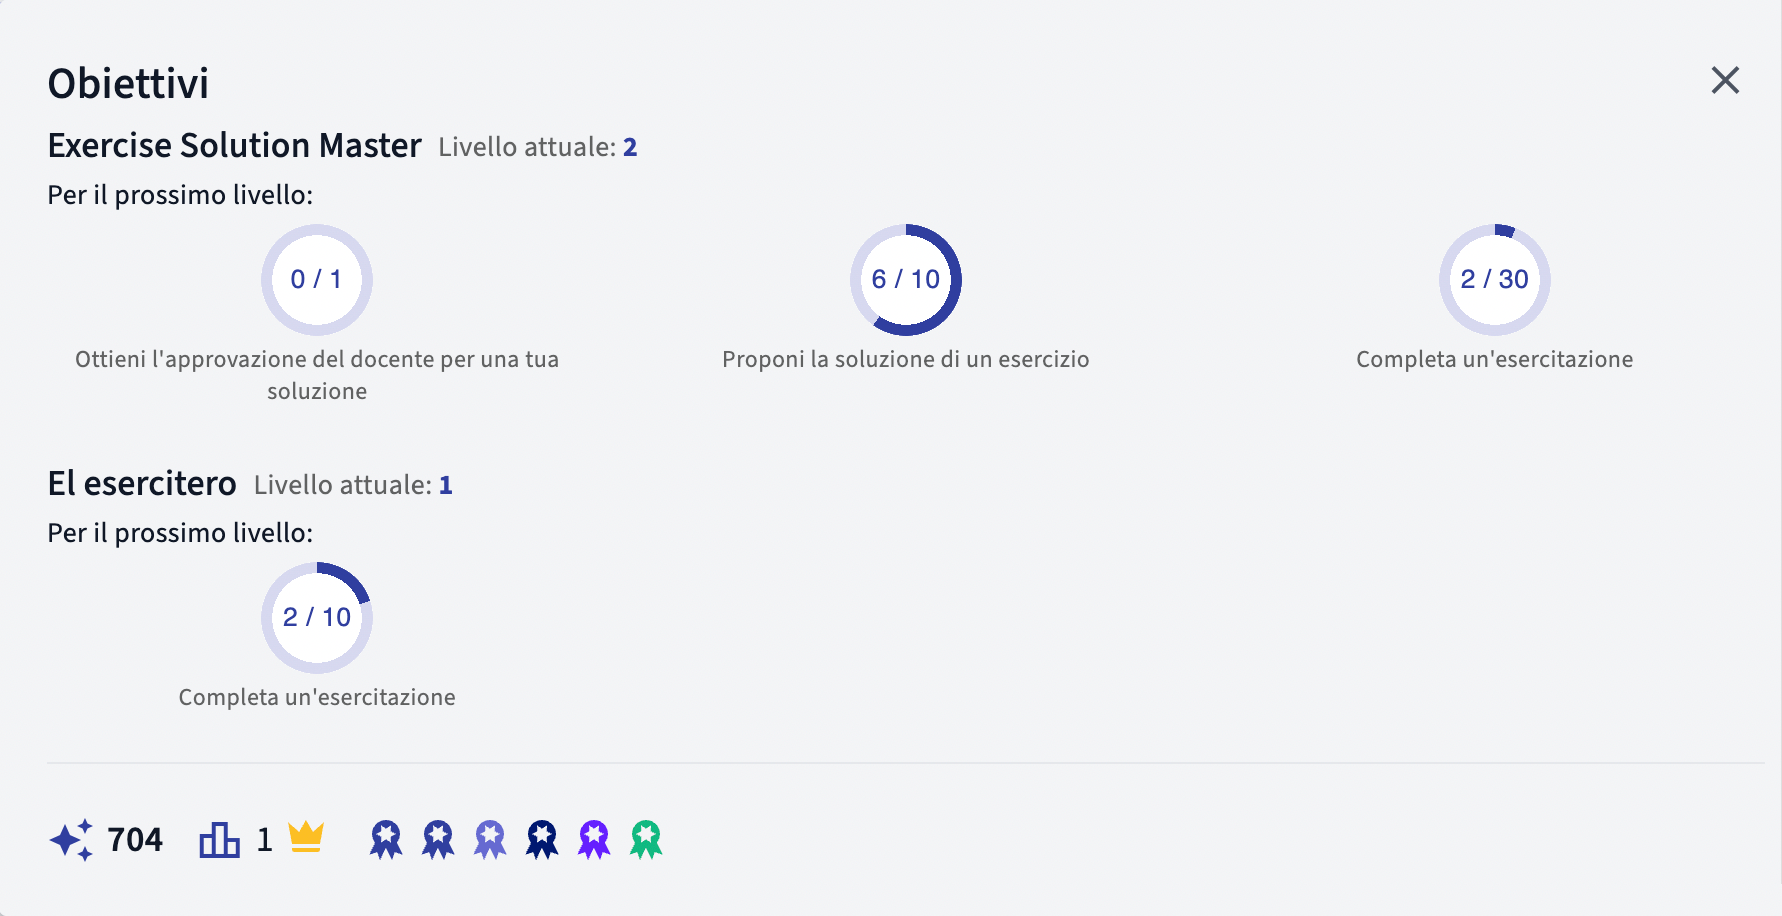 Obiettivi
Exercise Solution Master Livello attuale: 2
Per il prossimo livello:
0 / 1
Ottieni l'approvazione del docente per una tua
soluzione
6 / 10
Proponi la soluzione di un esercizio
2 / 30
Completa un'esercitazione
El esercitero Livello attuale: 1
Per il prossimo livello:
2 / 10
Completa un'esercitazione
704 1